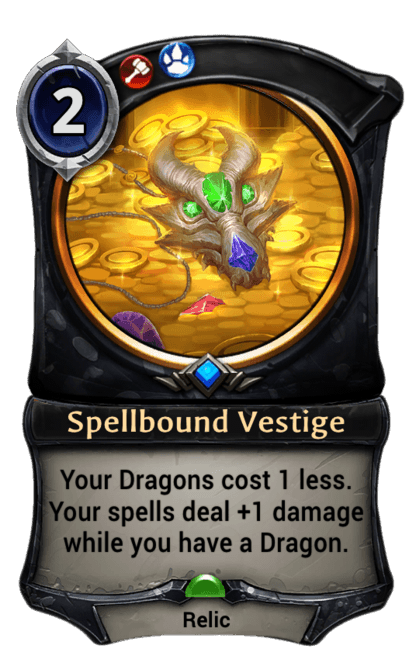 2
Spellbound Vestige
Your Dragons cost 1 less.
Your spells deal +1 damage
while you have a Dragon.
Relic